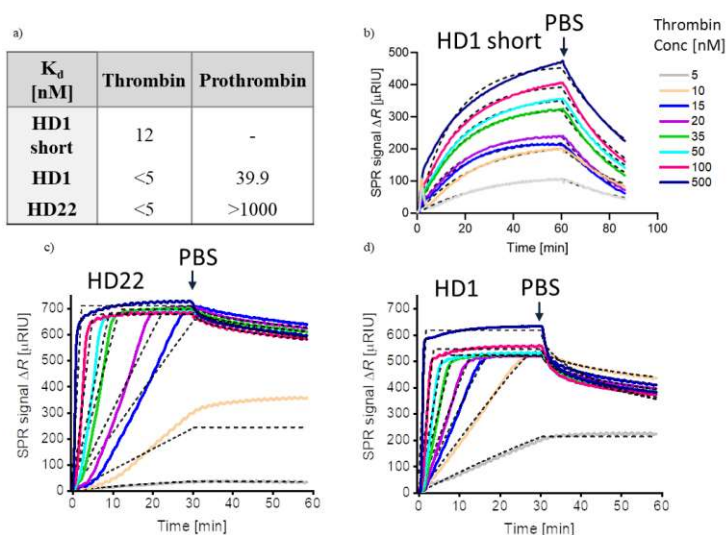 a)
K_d [nM] Thrombin Prothrombin
HD1 short 12 -
HD1 <5 39.9
HD22 <5 >1000
b)
HD1 short
PBS
SPR signal ΔR [μRIU]
500
400
300
200
100
0
0 20 40 60 80 100
Time [min]
Thrombin
Conc [nM]
5
10
15
20
35
50
100
500
c)
HD22
PBS
SPR signal ΔR [μRIU]
700
600
500
400
300
200
100
0
0 10 20 30 40 50 60
Time [min]
d)
HD1
PBS
SPR signal ΔR [μRIU]
700
600
500
400
300
200
100
0
0 10 20 30 40 50 60
Time [min]